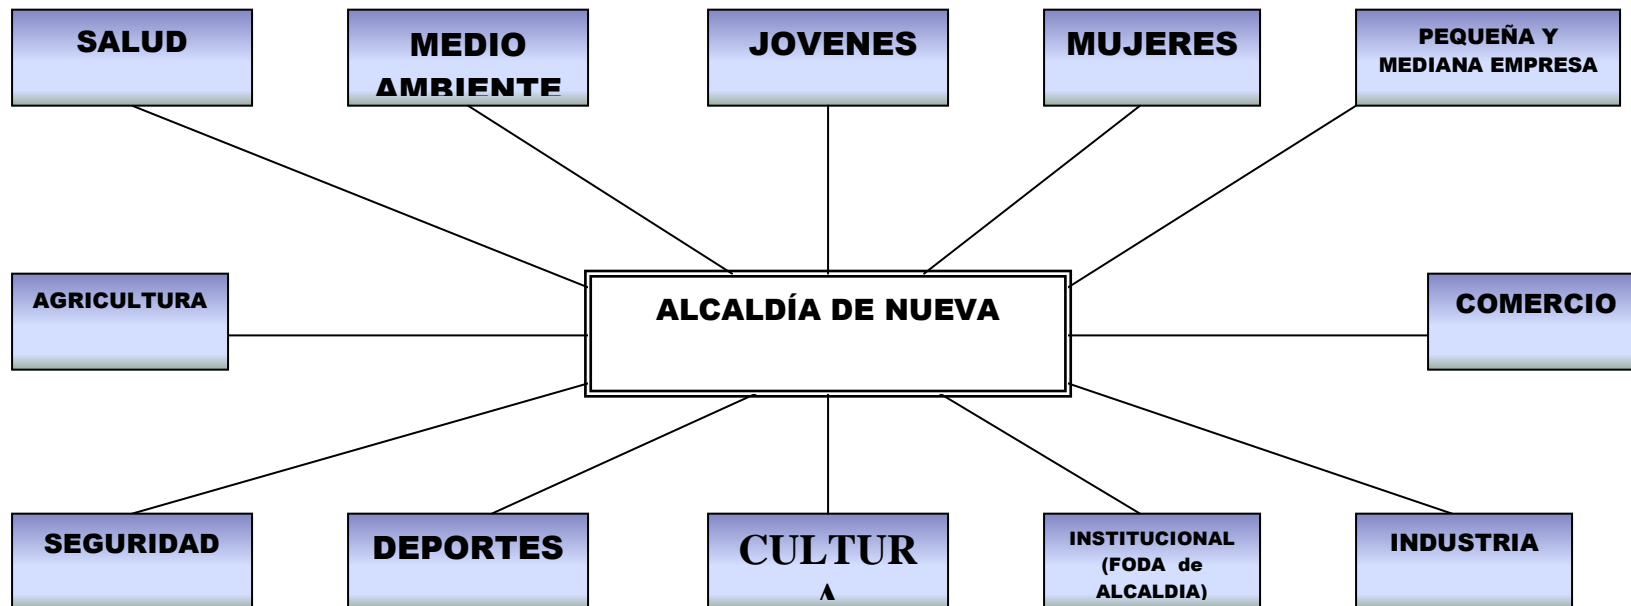 SALUD
MEDIO
AMBIENTE
JOVENES
MUJERES
PEQUEÑA Y
MEDIANA EMPRESA
AGRICULTURA
ALCALDÍA DE NUEVA
COMERCIO
SEGURIDAD
DEPORTES
CULTUR
A
INSTITUCIONAL
(FODA de
ALCALDIA)
INDUSTRIA